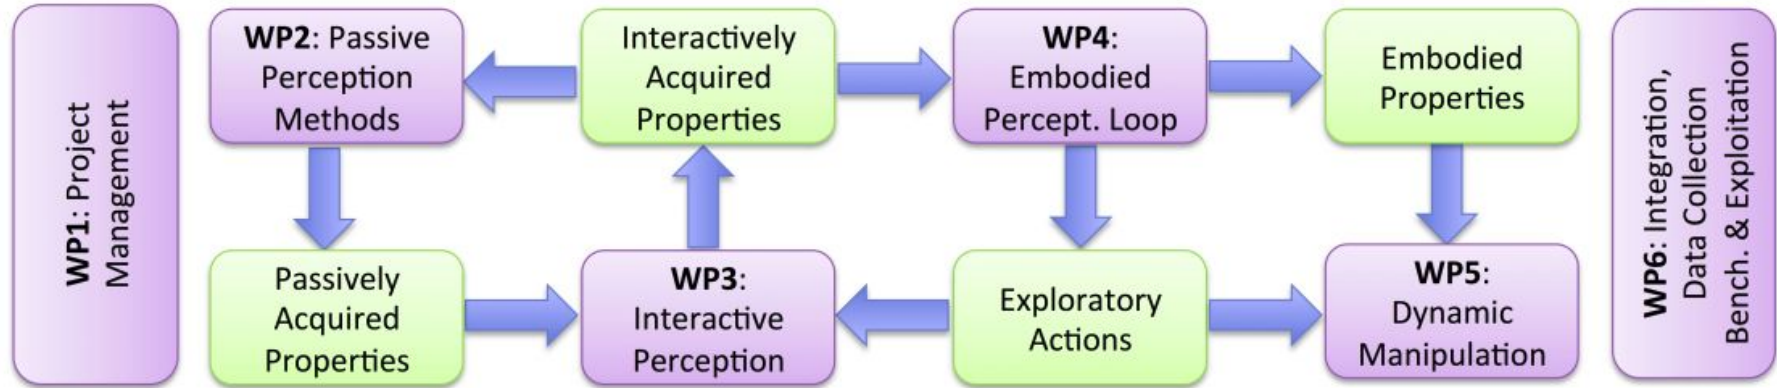 WP1: Project
Management
WP2: Passive
Perception
Methods
Interactively
Acquired
Properties
WP4:
Embodied
Percept. Loop
Embodied
Properties
Passively
Acquired
Properties
WP3:
Interactive
Perception
Exploratory
Actions
WP5:
Dynamic
Manipulation
WP6: Integration,
Data Collection
Bench. & Exploitation